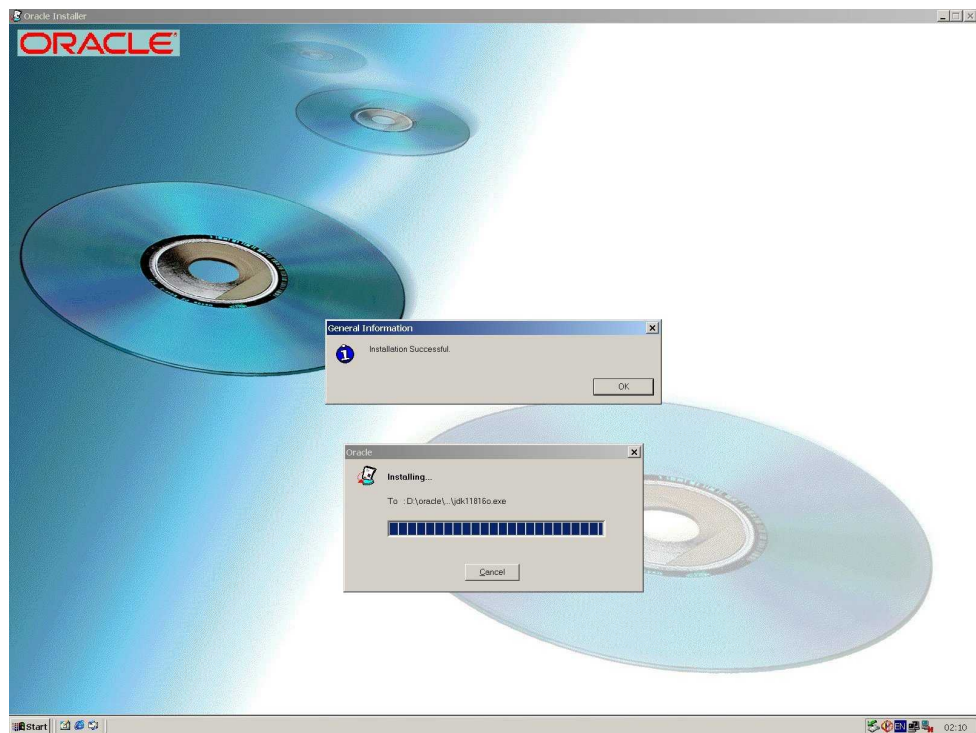 Oracle Installer
ORACLE
General Information
Installation Successful.
OK
Oracle
Installing...
To :D:\oracle\...\jdk11816o.exe
Cancel
Start
EN
02:10